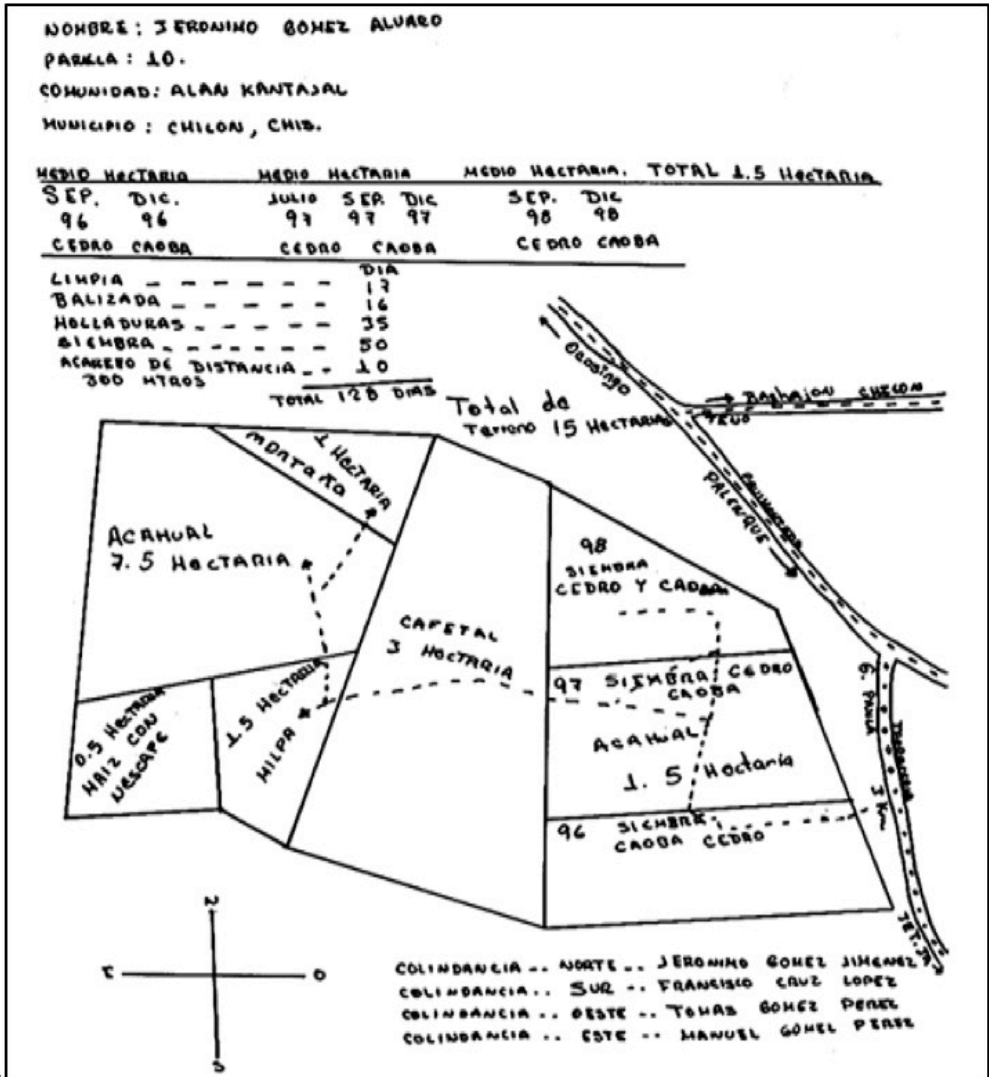 NOMBRE: JERONIMO GOMEZ ALVARO
PARELLA: 10.
COMUNIDAD: ALAN KANTAJAL
MUNICIPIO: CHILON, CHIS.
MEDIO HECTARIA MEDIO HECTARIA MEDIO HECTARIA. TOTAL 1.5 HECTARIA
SEP. DIC. JULIO SEP. DIC SEP. DIC
96 96 97 97 97 98 98
CEDRO CAOBA CEDRO CAOBA CEDRO CAOBA
DIA
LIMPIA 17
BALIZADA 16
HOLLADURAS 35
SIEMBRA 50
ACARREO DE DISTANCIA 10
300 MTROS
TOTAL 128 DIAS
Total de
Terreno 15 HECTARIA
OCOSINGO
BACHAJON CHILON
PALENQUE
1 HECTARIA
MONTAÑA
ACAHUAL
7.5 HECTARIA
98
SIEMBRA
CEDRO Y CAOBA
CAFETAL
3 HECTARIA
97 SIEMBRA CEDRO
CAOBA
ACAHUAL
1.5 Hectaria
0.5 HECTARIA
MAIZ CON
NESCAFE
1.5 HECTARIA
MILPA
96 SIEMBRA
CAOBA CEDRO
TERRACERIA
3 Km
N
E O
S
COLINDANCIA .. NORTE .. JERONIMO GOMEZ JIMENEZ
COLINDANCIA .. SUR .. FRANCISCO CRUZ LOPEZ
COLINDANCIA .. OESTE .. TOMAS GOMEZ PEREZ
COLINDANCIA .. ESTE .. MANUEL GOMEZ PEREZ